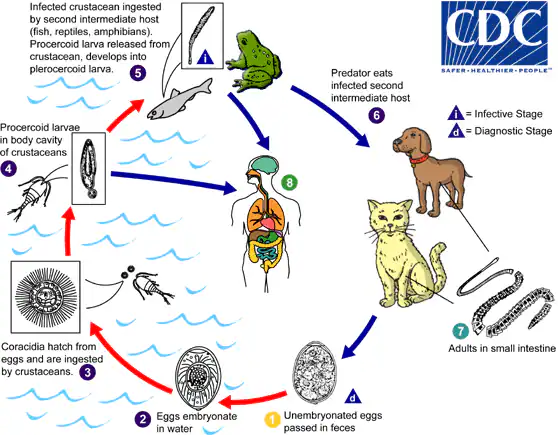 Infected crustacean ingested
by second intermediate host
(fish, reptiles, amphibians).
Procercoid larva released from
crustacean, develops into
plerocercoid larva.
5
i
CDC
SAFER·HEALTHIER·PEOPLE™
Predator eats
infected second
intermediate host
6
i = Infective Stage
d = Diagnostic Stage
Procercoid larvae
in body cavity
of crustaceans
4
8
7
Adults in small intestine
Coracidia hatch from
eggs and are ingested
by crustaceans. 3
2 Eggs embryonate
in water
d
1 Unembryonated eggs
passed in feces